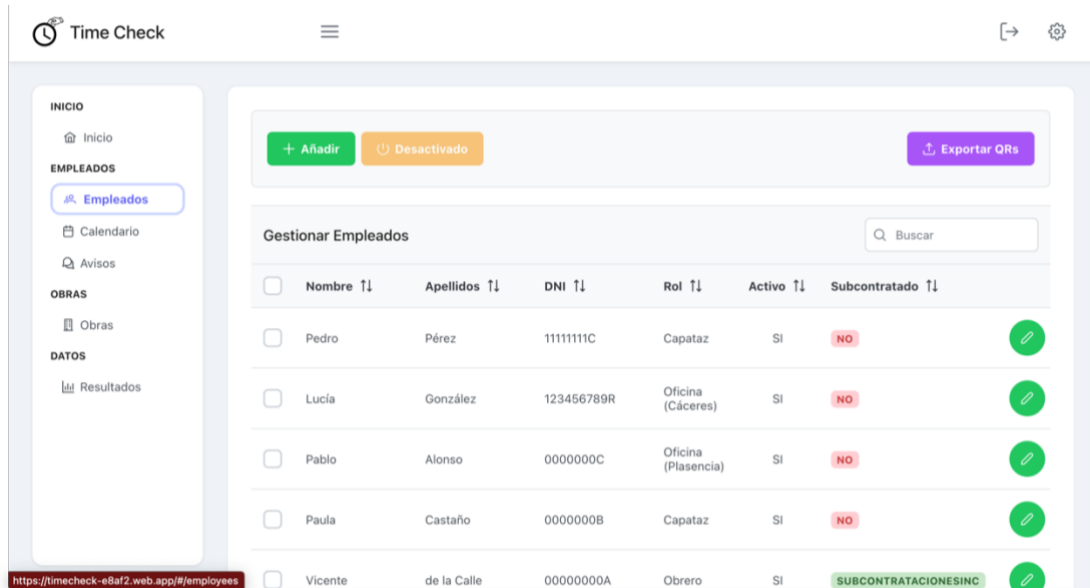 Time Check
INICIO
Inicio
EMPLEADOS
Empleados
Calendario
Avisos
OBRAS
Obras
DATOS
Resultados
Añadir
Desactivado
Exportar QRs
Gestionar Empleados
Buscar
Nombre Apellidos DNI Rol Activo Subcontratado
Pedro Pérez 11111111C Capataz SI NO
Lucía González 123456789R Oficina (Cáceres) SI NO
Pablo Alonso 0000000C Oficina (Plasencia) SI NO
Paula Castaño 0000000B Capataz SI NO
Vicente de la Calle 00000000A Obrero SI SUBCONTRATACIONESINC
https://timecheck-e8af2.web.app/#/employees